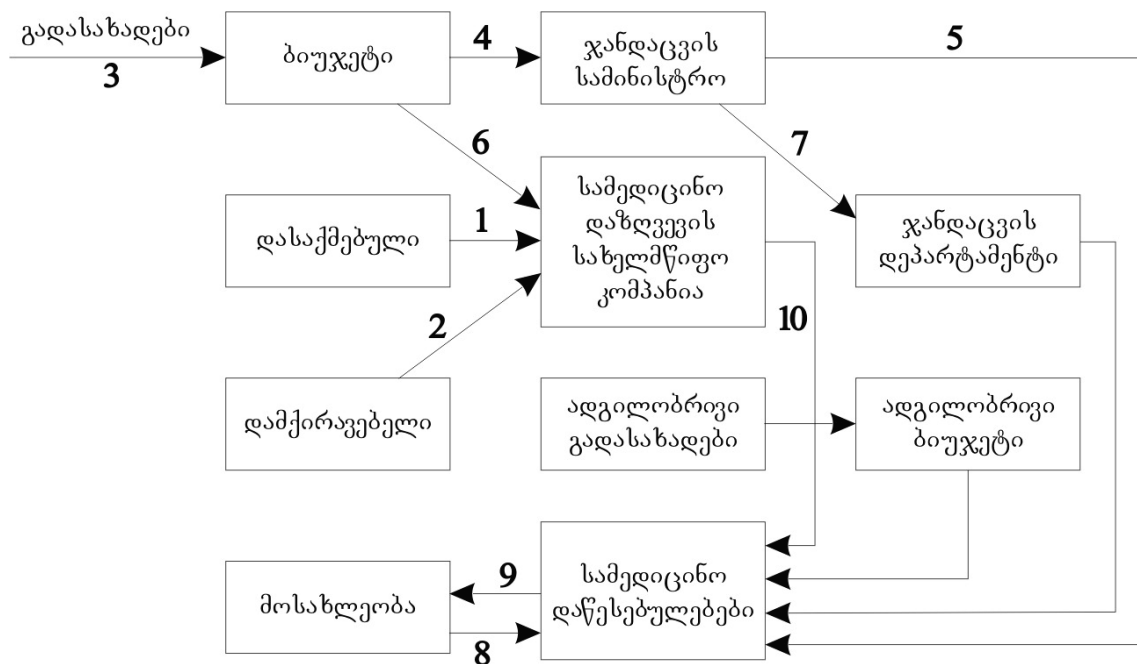 გადასახადები
3
ბიუჯეტი
4
ჯანდაცვის
სამინისტრო
5
6
7
დასაქმებული
1
სამედიცინო
დაზღვევის
სახელმწიფო
კომპანია
ჯანდაცვის
დეპარტამენტი
2
10
დამქირავებელი
ადგილობრივი
გადასახადები
ადგილობრივი
ბიუჯეტი
მოსახლეობა
9
8
სამედიცინო
დაწესებულებები